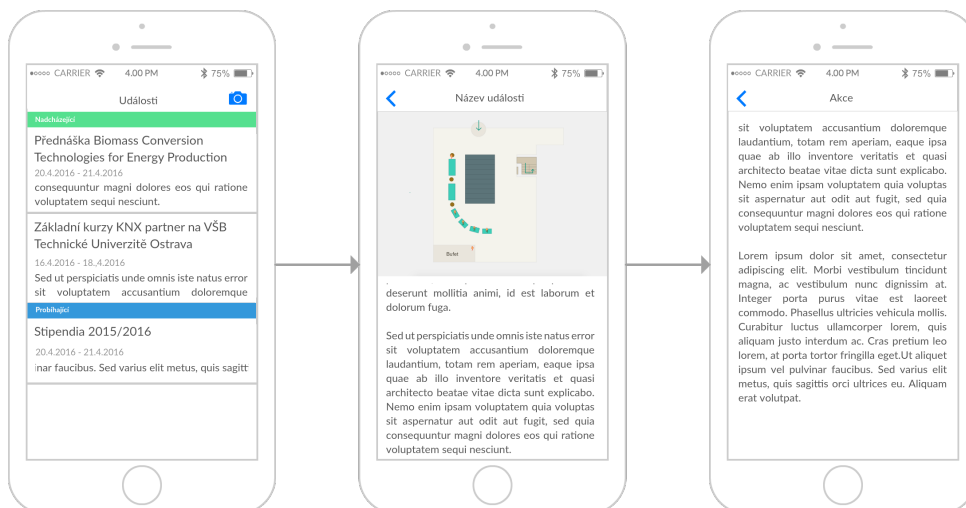 CARRIER 4.00 PM 75%
Události
Nadcházející
Přednáška Biomass Conversion
Technologies for Energy Production
20.4.2016 - 21.4.2016
consequuntur magni dolores eos qui ratione
voluptatem sequi nesciunt.
Základní kurzy KNX partner na VŠB
Technické Univerzitě Ostrava
16.4.2016 - 18.,4.2016
Sed ut perspiciatis unde omnis iste natus error
sit voluptatem accusantium doloremque
Probíhající
Stipendia 2015/2016
20.4.2016 - 21.4.2016
inar faucibus. Sed varius elit metus, quis sagitt
CARRIER 4.00 PM 75%
Název události
Bufet
deserunt mollitia animi, id est laborum et
dolorum fuga.
Sed ut perspiciatis unde omnis iste natus error
sit voluptatem accusantium doloremque
laudantium, totam rem aperiam, eaque ipsa
quae ab illo inventore veritatis et quasi
architecto beatae vitae dicta sunt explicabo.
Nemo enim ipsam voluptatem quia voluptas
sit aspernatur aut odit aut fugit, sed quia
consequuntur magni dolores eos qui ratione
voluptatem sequi nesciunt.
CARRIER 4.00 PM 75%
Akce
sit voluptatem accusantium doloremque
laudantium, totam rem aperiam, eaque ipsa
quae ab illo inventore veritatis et quasi
architecto beatae vitae dicta sunt explicabo.
Nemo enim ipsam voluptatem quia voluptas
sit aspernatur aut odit aut fugit, sed quia
consequuntur magni dolores eos qui ratione
voluptatem sequi nesciunt.
Lorem ipsum dolor sit amet, consectetur
adipiscing elit. Morbi vestibulum tincidunt
magna, ac vestibulum nunc dignissim at.
Integer porta purus vitae est laoreet
commodo. Phasellus ultricies vehicula mollis.
Curabitur luctus ullamcorper lorem, quis
aliquam justo interdum ac. Cras pretium leo
lorem, at porta tortor fringilla eget.Ut aliquet
ipsum vel pulvinar faucibus. Sed varius elit
metus, quis sagittis orci ultrices eu. Aliquam
erat volutpat.